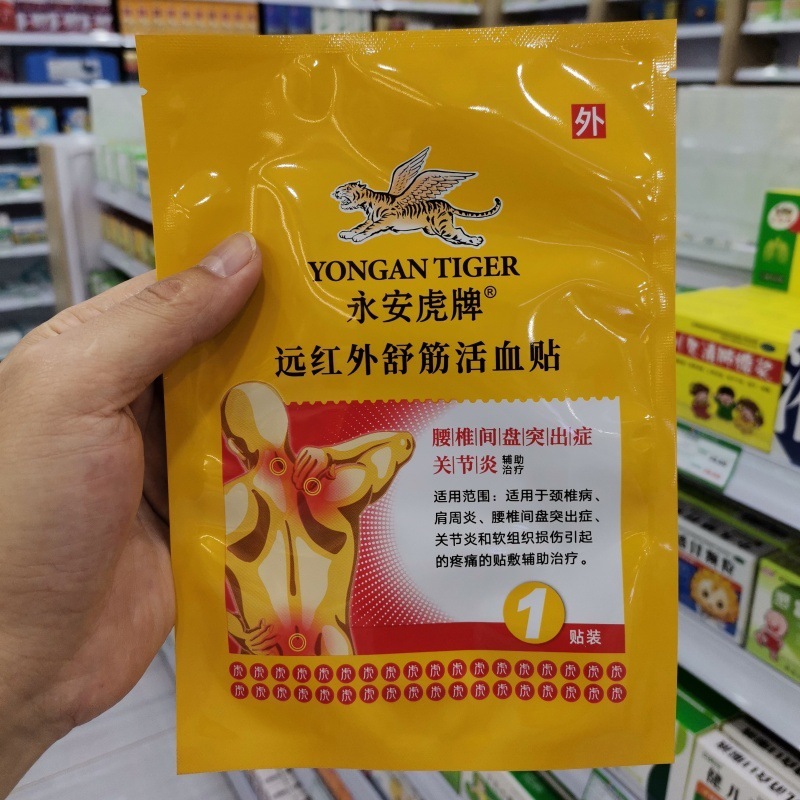 外
YONGAN TIGER
永安虎牌®
远红外舒筋活血贴
腰椎间盘突出症
关节炎 辅助治疗
适用范围：适用于颈椎病、
肩周炎、腰椎间盘突出症、
关节炎和软组织损伤引起
的疼痛的贴敷辅助治疗。
1
贴装